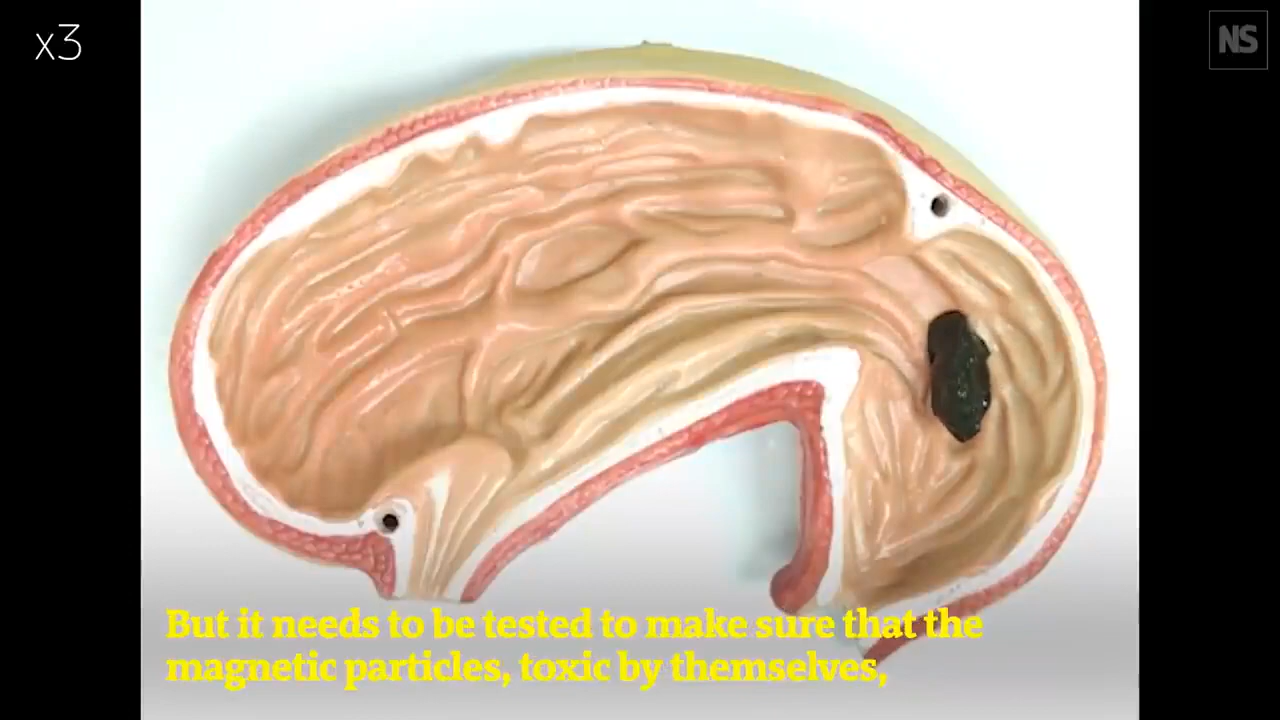 x3
NS
But it needs to be tested to make sure that the
magnetic particles, toxic by themselves,